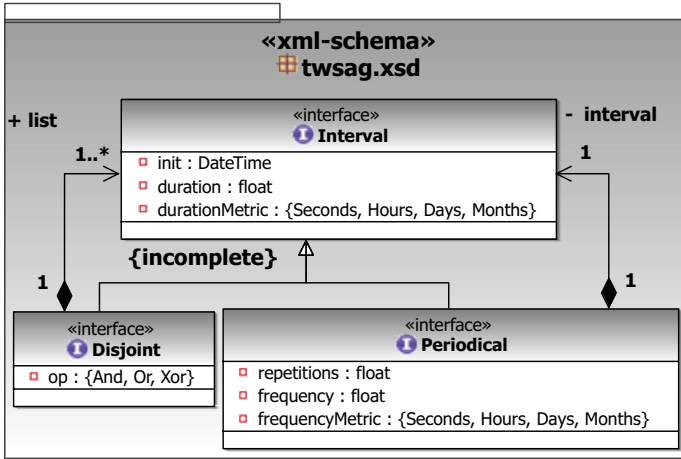 «xml-schema»
twsag.xsd
+ list
«interface»
Interval
- interval
1..*
1
init : DateTime
duration : float
durationMetric : {Seconds, Hours, Days, Months}
{incomplete}
1
1
«interface»
Disjoint
op : {And, Or, Xor}
«interface»
Periodical
repetitions : float
frequency : float
frequencyMetric : {Seconds, Hours, Days, Months}